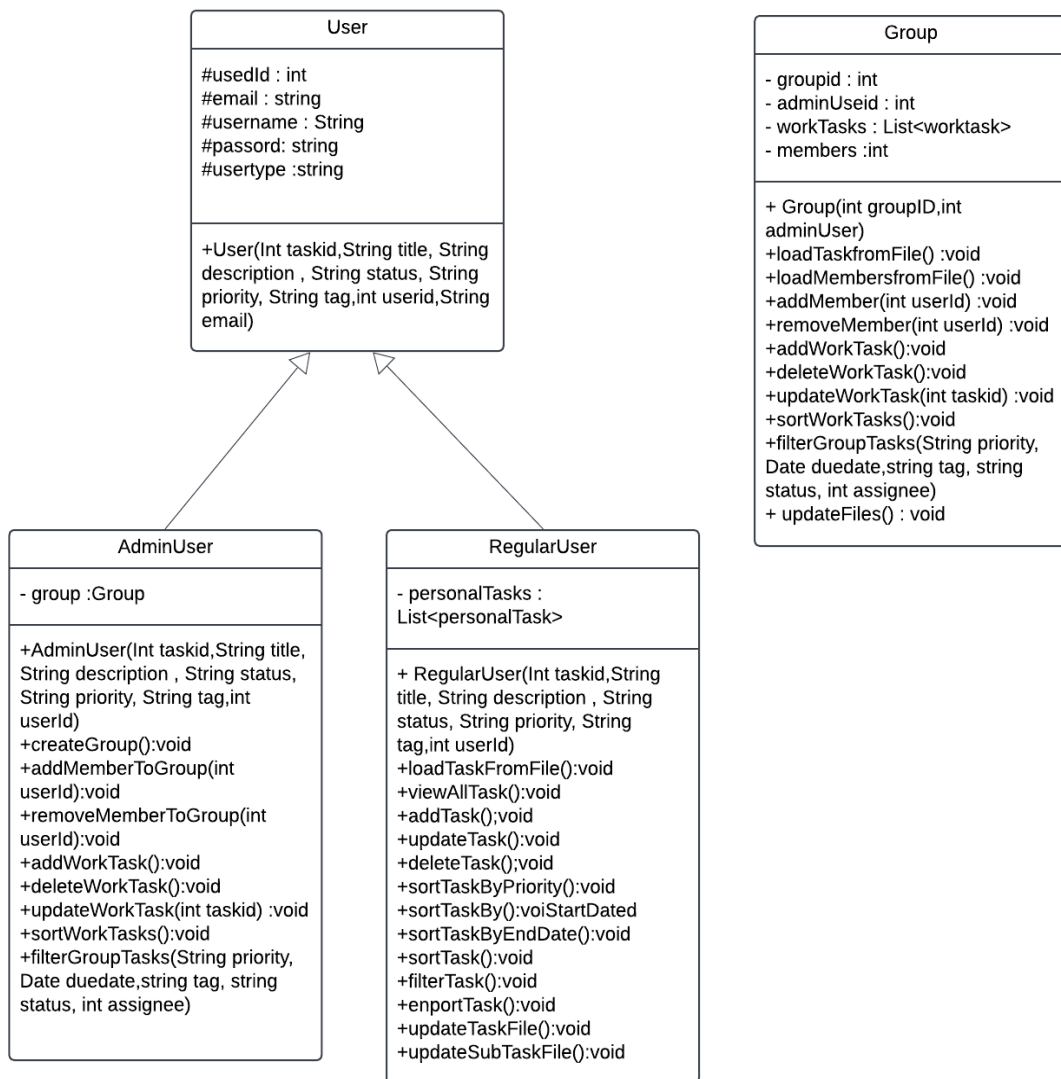 User
#usedId : int
#email : string
#username : String
#passord: string
#usertype :string
+User(Int taskid,String title, String
description , String status, String
priority, String tag,int userid,String
email)
Group
- groupid : int
- adminUseid : int
- workTasks : List<worktask>
- members :int
+ Group(int groupID,int
adminUser)
+loadTaskfromFile() :void
+loadMembersfromFile() :void
+addMember(int userId) :void
+removeMember(int userId) :void
+addWorkTask():void
+deleteWorkTask():void
+updateWorkTask(int taskid) :void
+sortWorkTasks():void
+filterGroupTasks(String priority,
Date duedate,string tag, string
status, int assignee)
+ updateFiles() : void
AdminUser
- group :Group
+AdminUser(Int taskid,String title,
String description , String status,
String priority, String tag,int
userId)
+createGroup():void
+addMemberToGroup(int
userId):void
+removeMemberToGroup(int
userId):void
+addWorkTask():void
+deleteWorkTask():void
+updateWorkTask(int taskid) :void
+sortWorkTasks():void
+filterGroupTasks(String priority,
Date duedate,string tag, string
status, int assignee)
RegularUser
- personalTasks :
List<personalTask>
+ RegularUser(Int taskid,String
title, String description , String
status, String priority, String
tag,int userId)
+loadTaskFromFile():void
+viewAllTask():void
+addTask();void
+updateTask():void
+deleteTask();void
+sortTaskByPriority():void
+sortTaskBy():voiStartDated
+sortTaskByEndDate():void
+sortTask():void
+filterTask():void
+enportTask():void
+updateTaskFile():void
+updateSubTaskFile():void